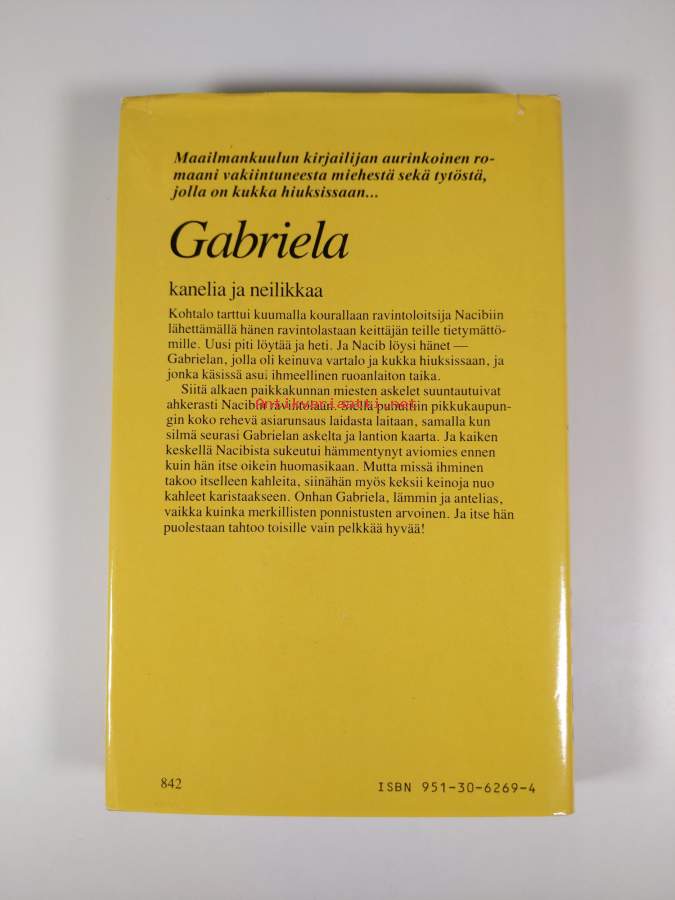 Maailmankuulun kirjailijan aurinkoinen ro-
maani vakiintuneesta miehestä sekä tytöstä,
jolla on kukka hiuksissaan...
Gabriela
kanelia ja neilikkaa
Kohtalo tarttui kuumalla kourallaan ravintoloitsija Nacibiin
lähettämällä hänen ravintolastaan keittäjän teille tietymättö-
mille. Uusi piti löytää ja heti. Ja Nacib löysi hänet —
Gabrielan, jolla oli keinuva vartalo ja kukka hiuksissaan, ja
jonka käsissä asui ihmeellinen ruoanlaiton taika.
Siitä alkaen paikkakunnan miesten askelet suuntautuivat
ahkerasti Nacibin ravintolaan. Siellä puhuttiin pikkukaupun-
gin koko rehevä asiarunsaus laidasta laitaan, samalla kun
silmä seurasi Gabrielan askelta ja lantion kaarta. Ja kaiken
keskellä Nacibista sukeutui hämmentynyt aviomies ennen
kuin hän itse oikein huomasikaan. Mutta missä ihminen
takoo itselleen kahleita, siinähän myös keksii keinoja nuo
kahleet karistaakseen. Onhan Gabriela, lämmin ja antelias,
vaikka kuinka merkillisten ponnistusten arvoinen. Ja itse hän
puolestaan tahtoo toisille vain pelkkää hyvää!
Antikvariaatti.net
842
ISBN 951-30-6269-4